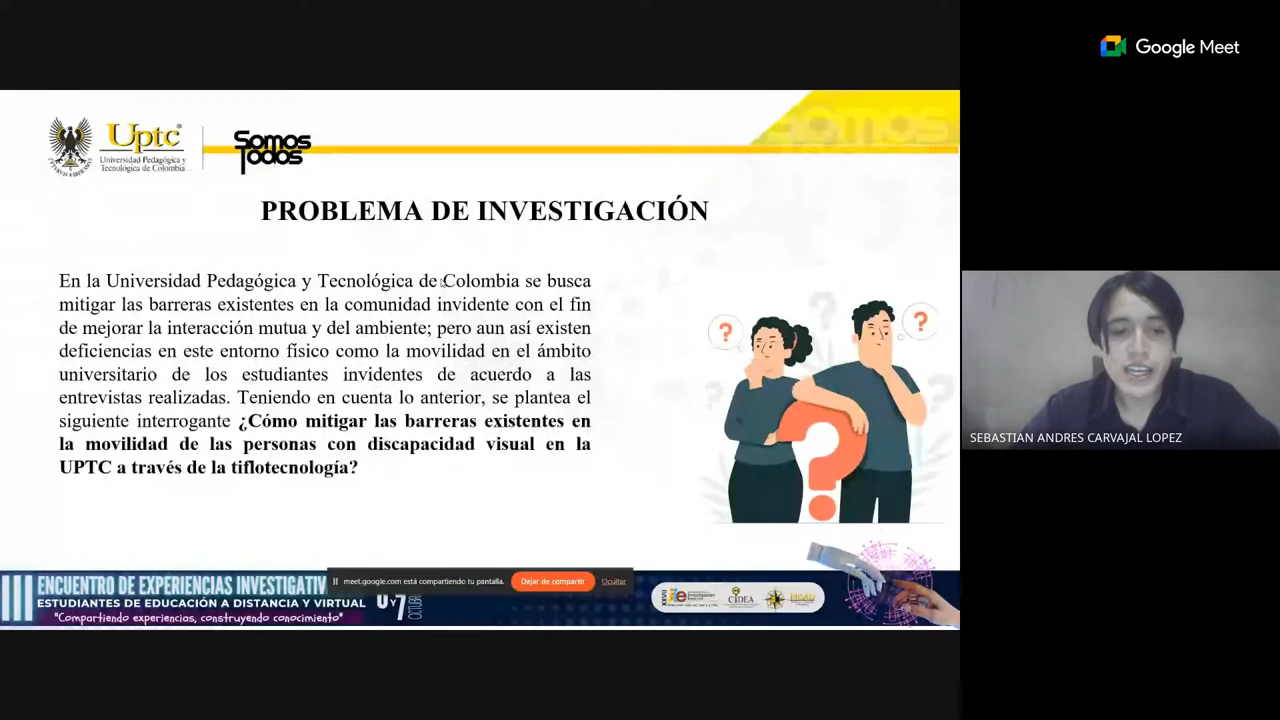 Google Meet
Uptc
Universidad Pedagógica y
Tecnológica de Colombia
Somos
Todos
somos
PROBLEMA DE INVESTIGACIÓN
En la Universidad Pedagógica y Tecnológica de Colombia se busca
mitigar las barreras existentes en la comunidad invidente con el fin
de mejorar la interacción mutua y del ambiente; pero aun así existen
deficiencias en este entorno físico como la movilidad en el ámbito
universitario de los estudiantes invidentes de acuerdo a las
entrevistas realizadas. Teniendo en cuenta lo anterior, se plantea el
siguiente interrogante ¿Cómo mitigar las barreras existentes en
la movilidad de las personas con discapacidad visual en la
UPTC a través de la tiflotecnología?
? ?
?
SEBASTIAN ANDRES CARVAJAL LOPEZ
III ENCUENTRO DE EXPERIENCIAS INVESTIGATIV
ESTUDIANTES DE EDUCACIÓN A DISTANCIA Y VIRTUAL
"Compartiendo experiencias, construyendo conocimiento"
meet.google.com está compartiendo tu pantalla. Dejar de compartir Ocultar
Y 7
OCTUBRE
CIDEA